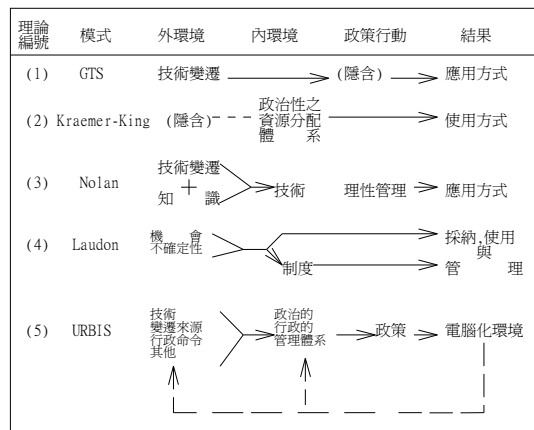 理論編號 模式 外環境 內環境 政策行動 結果
(1) GTS 技術變遷 (隱含) 應用方式
(2) Kraemer-King (隱含) 政治性之資源分配體系 使用方式
(3) Nolan 技術變遷 + 知識 技術 理性管理 應用方式
(4) Laudon 機會 不確定性 制度 採納,使用與管理
(5) URBIS 技術變遷來源 行政命令 其他 政治的 行政的 管理體系 政策 電腦化環境